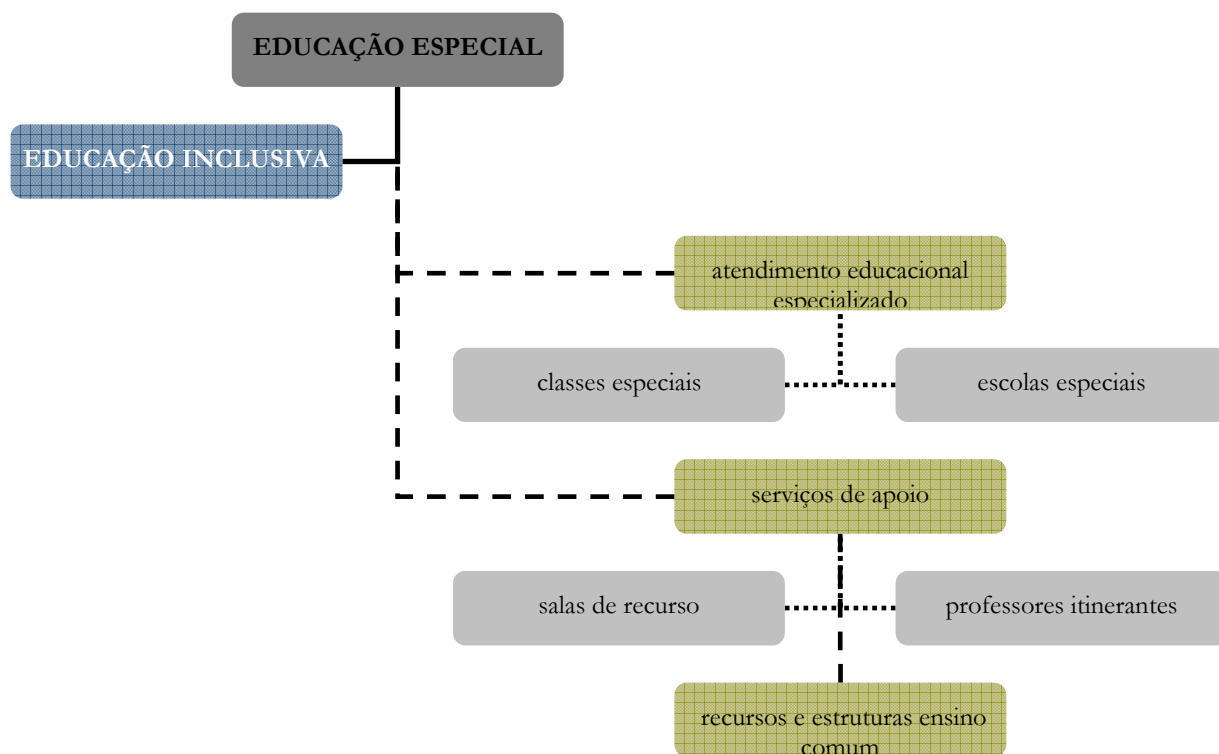 EDUCAÇÃO ESPECIAL
EDUCAÇÃO INCLUSIVA
atendimento educacional
especializado
classes especiais
escolas especiais
serviços de apoio
salas de recurso
professores itinerantes
recursos e estruturas ensino
comum